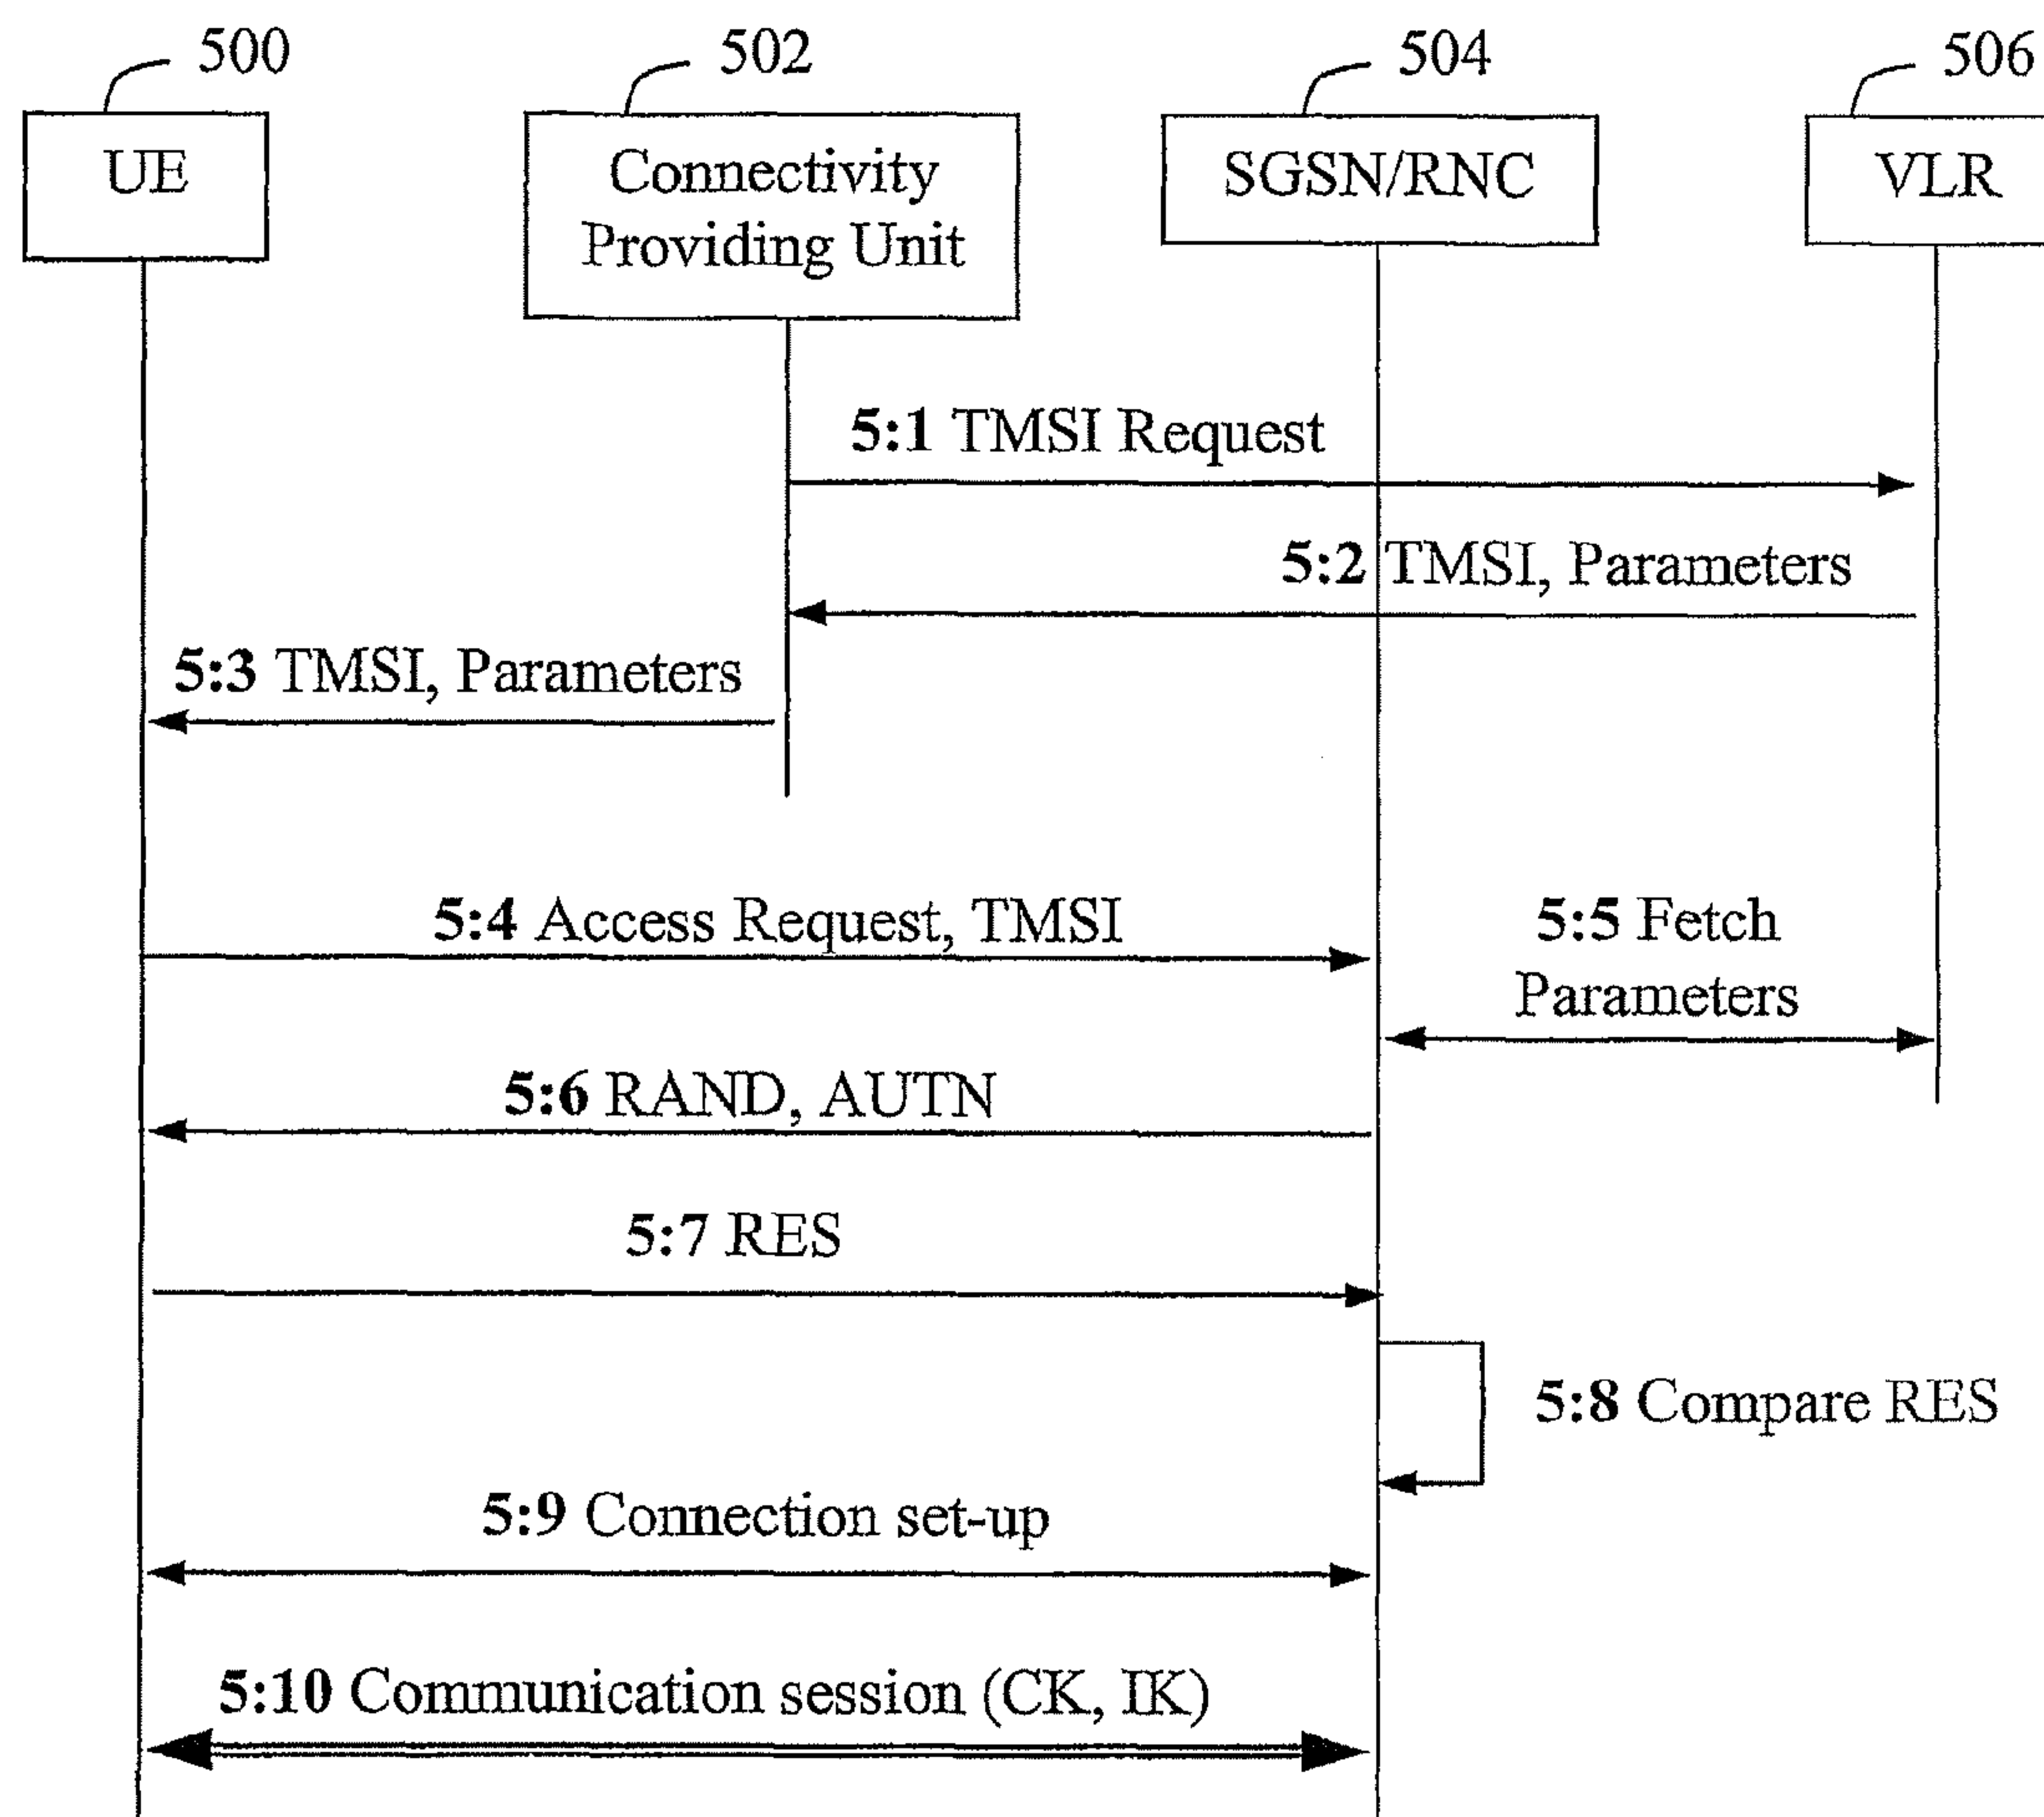 500
502
504
506
UE
Connectivity
Providing Unit
SGSN/RNC
VLR
5:1 TMSI Request
5:2 TMSI, Parameters
5:3 TMSI, Parameters
5:4 Access Request, TMSI
5:5 Fetch
Parameters
5:6 RAND, AUTN
5:7 RES
5:8 Compare RES
5:9 Connection set-up
5:10 Communication session (CK, IK)